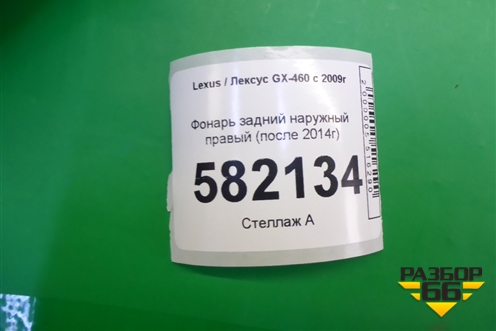 Lexus / Лексус GX-460 с 2009г
Фонарь задний наружный
правый (после 2014г)
582134
Стеллаж А
РАЗБОР
66